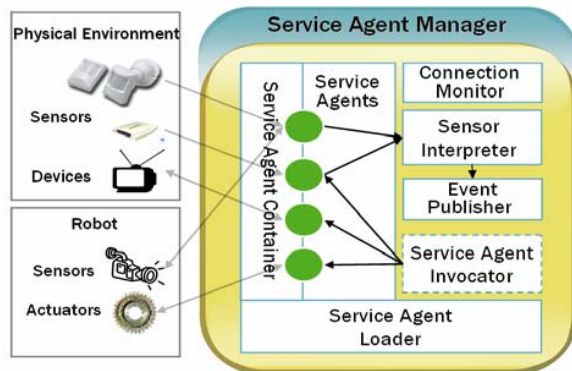 Service Agent Manager
Physical Environment
Sensors
Devices
Robot
Sensors
Actuators
Service Agent Container
Service
Agents
Connection
Monitor
Sensor
Interpreter
Event
Publisher
Service Agent
Invocator
Service Agent
Loader